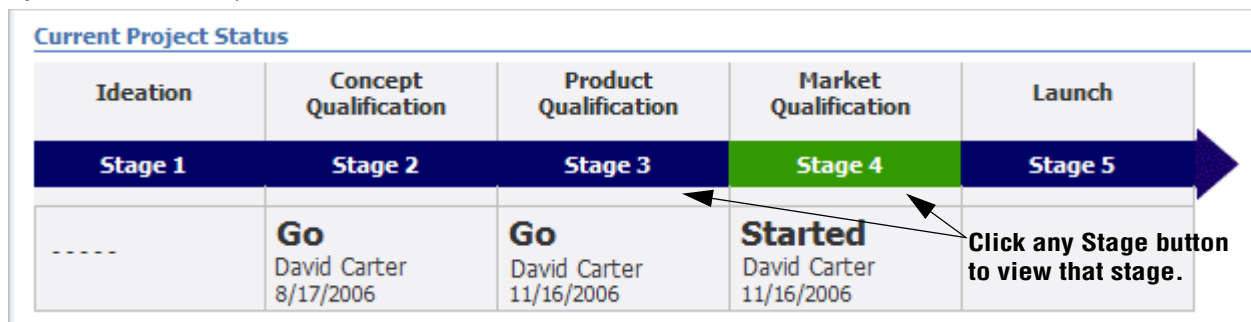 Current Project Status
Ideation
Concept
Qualification
Product
Qualification
Market
Qualification
Launch
Stage 1
Stage 2
Stage 3
Stage 4
Stage 5
-----
Go
David Carter
8/17/2006
Go
David Carter
11/16/2006
Started
David Carter
11/16/2006
Click any Stage button
to view that stage.